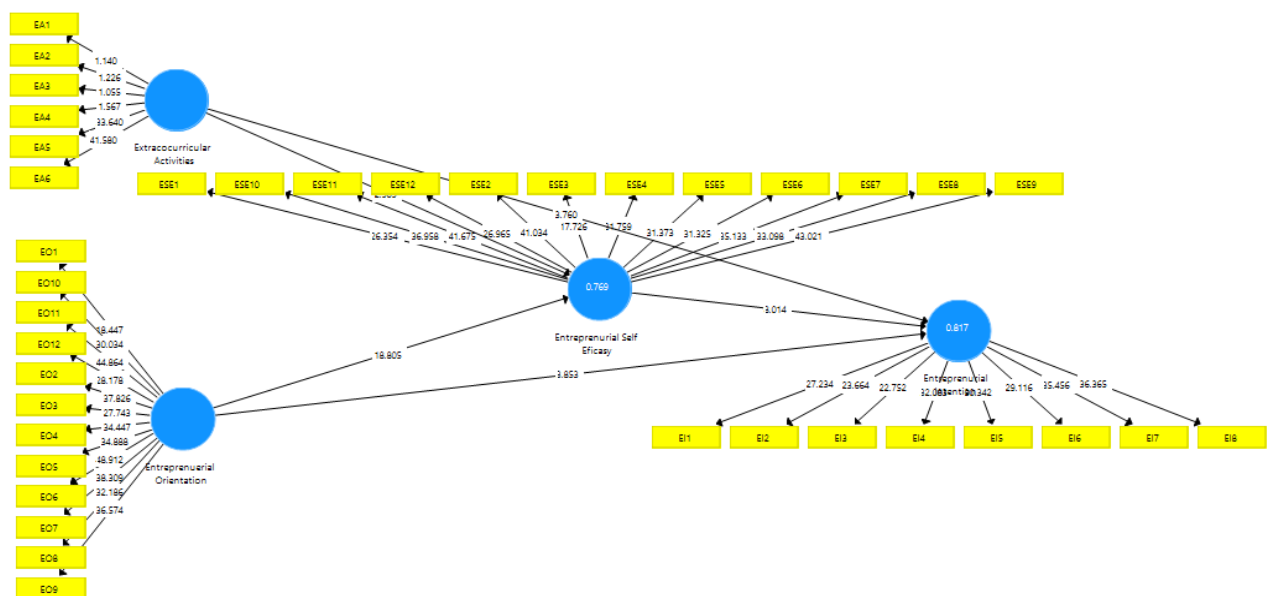 EA1
EA2
EA3
EA4
EA5
EA6
1.140
1.226
1.055
1.567
33.640
41.580
Extracocurricular
Activities
ESE1
ESE10
ESE11
ESE12
ESE2
ESE3
ESE4
ESE5
ESE6
ESE7
ESE8
ESE9
26.354
36.958
41.675
26.965
41.034
3.760
17.726
31.759
31.373
31.325
35.133
33.098
43.021
0.769
Entreprenurial Self
Eficasy
EO1
EO10
EO11
EO12
EO2
EO3
EO4
EO5
EO6
EO7
EO8
EO9
30.034
44.864
28.178
37.826
27.743
34.447
34.888
48.912
38.309
32.186
36.574
Entreprenuerial
Orientation
18.805
3.014
3.853
0.817
Entreprenurial
27.234
23.664
22.752
29.116
35.456
36.365
EI1
EI2
EI3
EI4
EI5
EI6
EI7
EI8